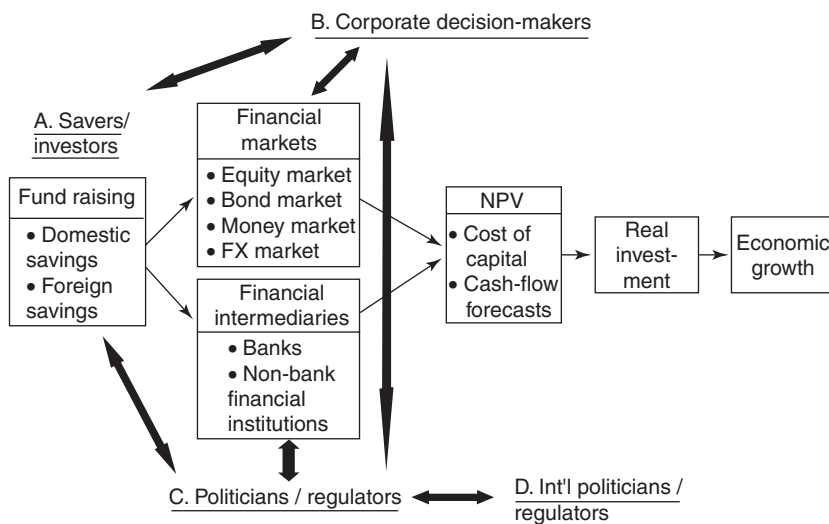 B. Corporate decision-makers
A. Savers/
investors
Fund raising
• Domestic
savings
• Foreign
savings
Financial
markets
• Equity market
• Bond market
• Money market
• FX market
Financial
intermediaries
• Banks
• Non-bank
financial
institutions
NPV
• Cost of
capital
• Cash-flow
forecasts
Real
invest-
ment
Economic
growth
C. Politicians / regulators
D. Int'l politicians /
regulators